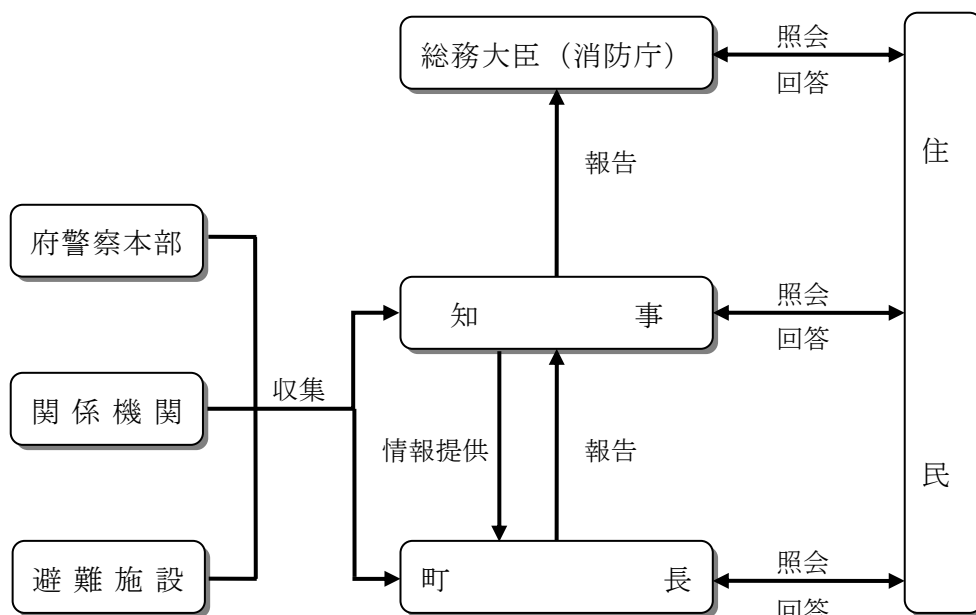 総務大臣（消防庁）
照会
回答
住民
報告
府警察本部
知事
照会
回答
関係機関
収集
情報提供
報告
避難施設
町長
照会
回答